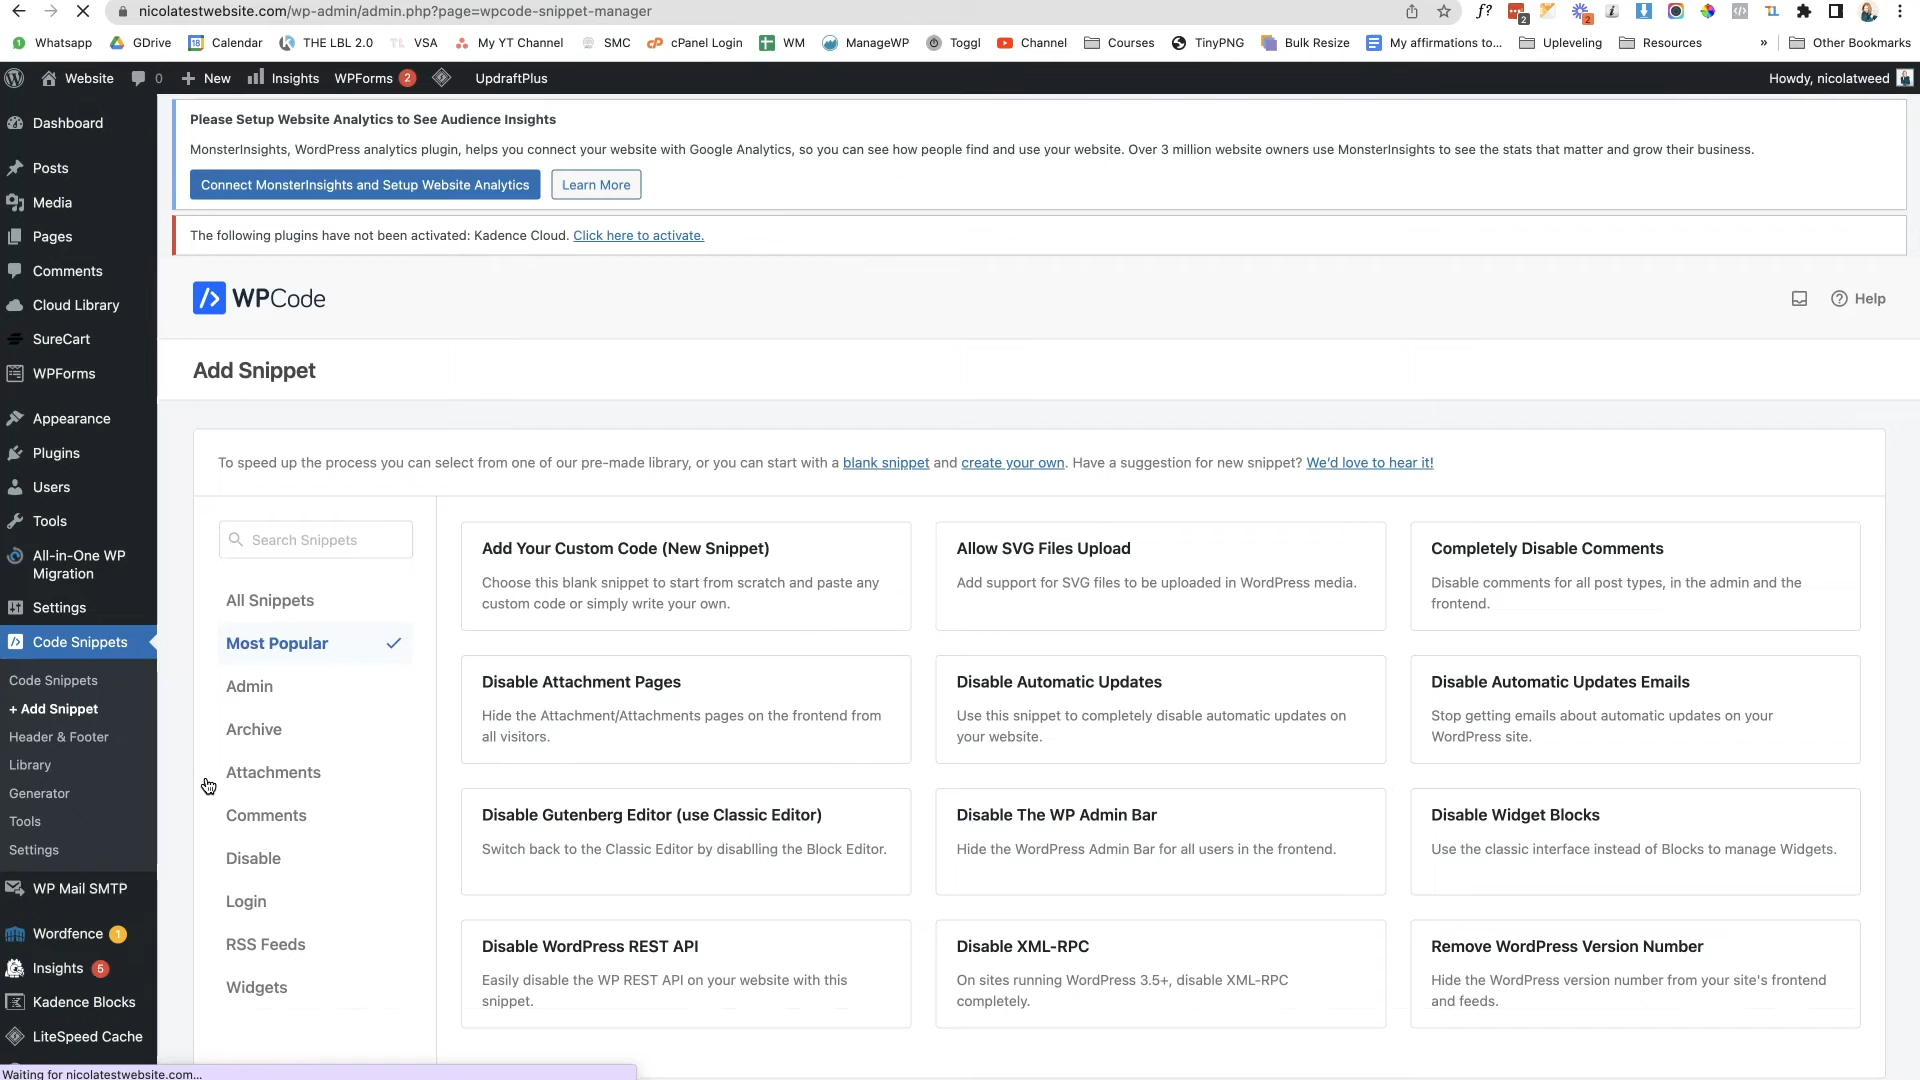 nicolatestwebsite.com/wp-admin/admin.php?page=wpcode-snippet-manager
Whatsapp GDrive Calendar THE LBL 2.0 VSA My YT Channel SMC cPanel Login WM ManageWP Toggl Channel Courses TinyPNG Bulk Resize My affirmations to... Upleveling Resources » Other Bookmarks
Website 0 New Insights WPForms 2 UpdraftPlus Howdy, nicolatweed
Dashboard
Posts
Media
Pages
Comments
Cloud Library
SureCart
WPForms
Appearance
Plugins
Users
Tools
All-in-One WP
Migration
Settings
Code Snippets
Code Snippets
+ Add Snippet
Header & Footer
Library
Generator
Tools
Settings
WP Mail SMTP
Wordfence 1
Insights 5
Kadence Blocks
LiteSpeed Cache
Please Setup Website Analytics to See Audience Insights
MonsterInsights, WordPress analytics plugin, helps you connect your website with Google Analytics, so you can see how people find and use your website. Over 3 million website owners use MonsterInsights to see the stats that matter and grow their business.
Connect MonsterInsights and Setup Website Analytics Learn More
The following plugins have not been activated: Kadence Cloud. Click here to activate.
WPCode
Help
Add Snippet
To speed up the process you can select from one of our pre-made library, or you can start with a blank snippet and create your own. Have a suggestion for new snippet? We'd love to hear it!
Search Snippets
All Snippets
Most Popular
Admin
Archive
Attachments
Comments
Disable
Login
RSS Feeds
Widgets
Add Your Custom Code (New Snippet)
Choose this blank snippet to start from scratch and paste any
custom code or simply write your own.
Allow SVG Files Upload
Add support for SVG files to be uploaded in WordPress media.
Completely Disable Comments
Disable comments for all post types, in the admin and the
frontend.
Disable Attachment Pages
Hide the Attachment/Attachments pages on the frontend from
all visitors.
Disable Automatic Updates
Use this snippet to completely disable automatic updates on
your website.
Disable Automatic Updates Emails
Stop getting emails about automatic updates on your
WordPress site.
Disable Gutenberg Editor (use Classic Editor)
Switch back to the Classic Editor by disablling the Block Editor.
Disable The WP Admin Bar
Hide the WordPress Admin Bar for all users in the frontend.
Disable Widget Blocks
Use the classic interface instead of Blocks to manage Widgets.
Disable WordPress REST API
Easily disable the WP REST API on your website with this
snippet.
Disable XML-RPC
On sites running WordPress 3.5+, disable XML-RPC
completely.
Remove WordPress Version Number
Hide the WordPress version number from your site's frontend
and feeds.
Waiting for nicolatestwebsite.com...